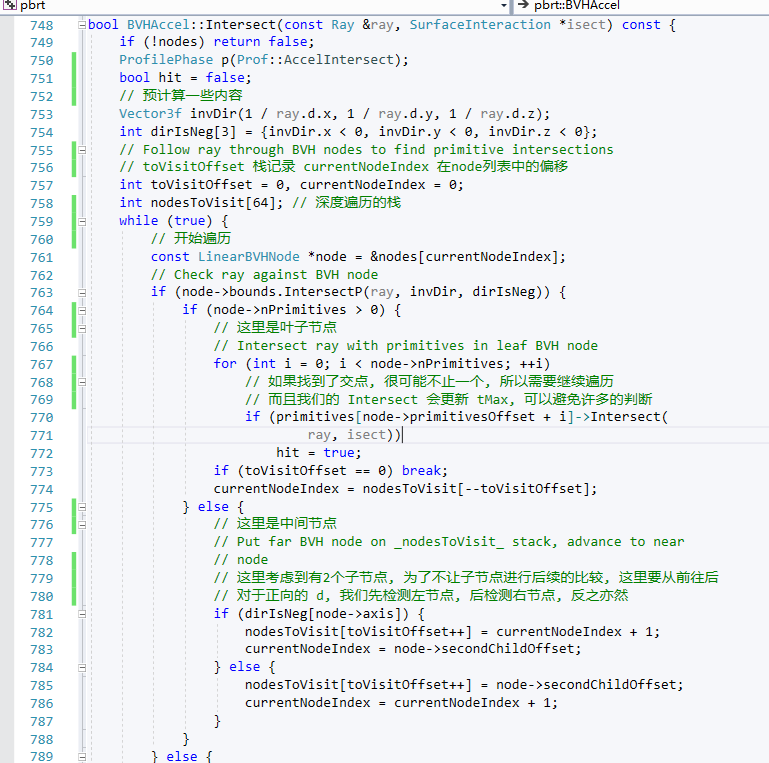 pbrt
pbrt::BVHAccel
748 bool BVHAccel::Intersect(const Ray &ray, SurfaceInteraction *isect) const {
749     if (!nodes) return false;
750     ProfilePhase p(Prof::AccelIntersect);
751     bool hit = false;
752     // 预计算一些内容
753     Vector3f invDir(1 / ray.d.x, 1 / ray.d.y, 1 / ray.d.z);
754     int dirIsNeg[3] = {invDir.x < 0, invDir.y < 0, invDir.z < 0};
755     // Follow ray through BVH nodes to find primitive intersections
756     // toVisitOffset 栈记录 currentNodeIndex 在node列表中的偏移
757     int toVisitOffset = 0, currentNodeIndex = 0;
758     int nodesToVisit[64]; // 深度遍历的栈
759     while (true) {
760         // 开始遍历
761         const LinearBVHNode *node = &nodes[currentNodeIndex];
762         // Check ray against BVH node
763         if (node->bounds.IntersectP(ray, invDir, dirIsNeg)) {
764             if (node->nPrimitives > 0) {
765                 // 这里是叶子节点
766                 // Intersect ray with primitives in leaf BVH node
767                 for (int i = 0; i < node->nPrimitives; ++i)
768                     // 如果找到了交点, 很可能不止一个, 所以需要继续遍历
769                     // 而且我们的 Intersect 会更新 tMax, 可以避免许多的判断
770                     if (primitives[node->primitivesOffset + i]->Intersect(
771                             ray, isect))
772                         hit = true;
773                 if (toVisitOffset == 0) break;
774                 currentNodeIndex = nodesToVisit[--toVisitOffset];
775             } else {
776                 // 这里是中间节点
777                 // Put far BVH node on _nodesToVisit_ stack, advance to near
778                 // node
779                 // 这里考虑到有2个子节点, 为了不让子节点进行后续的比较, 这里要从前往后
780                 // 对于正向的 d, 我们先检测左节点, 后检测右节点, 反之亦然
781                 if (dirIsNeg[node->axis]) {
782                     nodesToVisit[toVisitOffset++] = currentNodeIndex + 1;
783                     currentNodeIndex = node->secondChildOffset;
784                 } else {
785                     nodesToVisit[toVisitOffset++] = node->secondChildOffset;
786                     currentNodeIndex = currentNodeIndex + 1;
787                 }
788             }
789         } else {